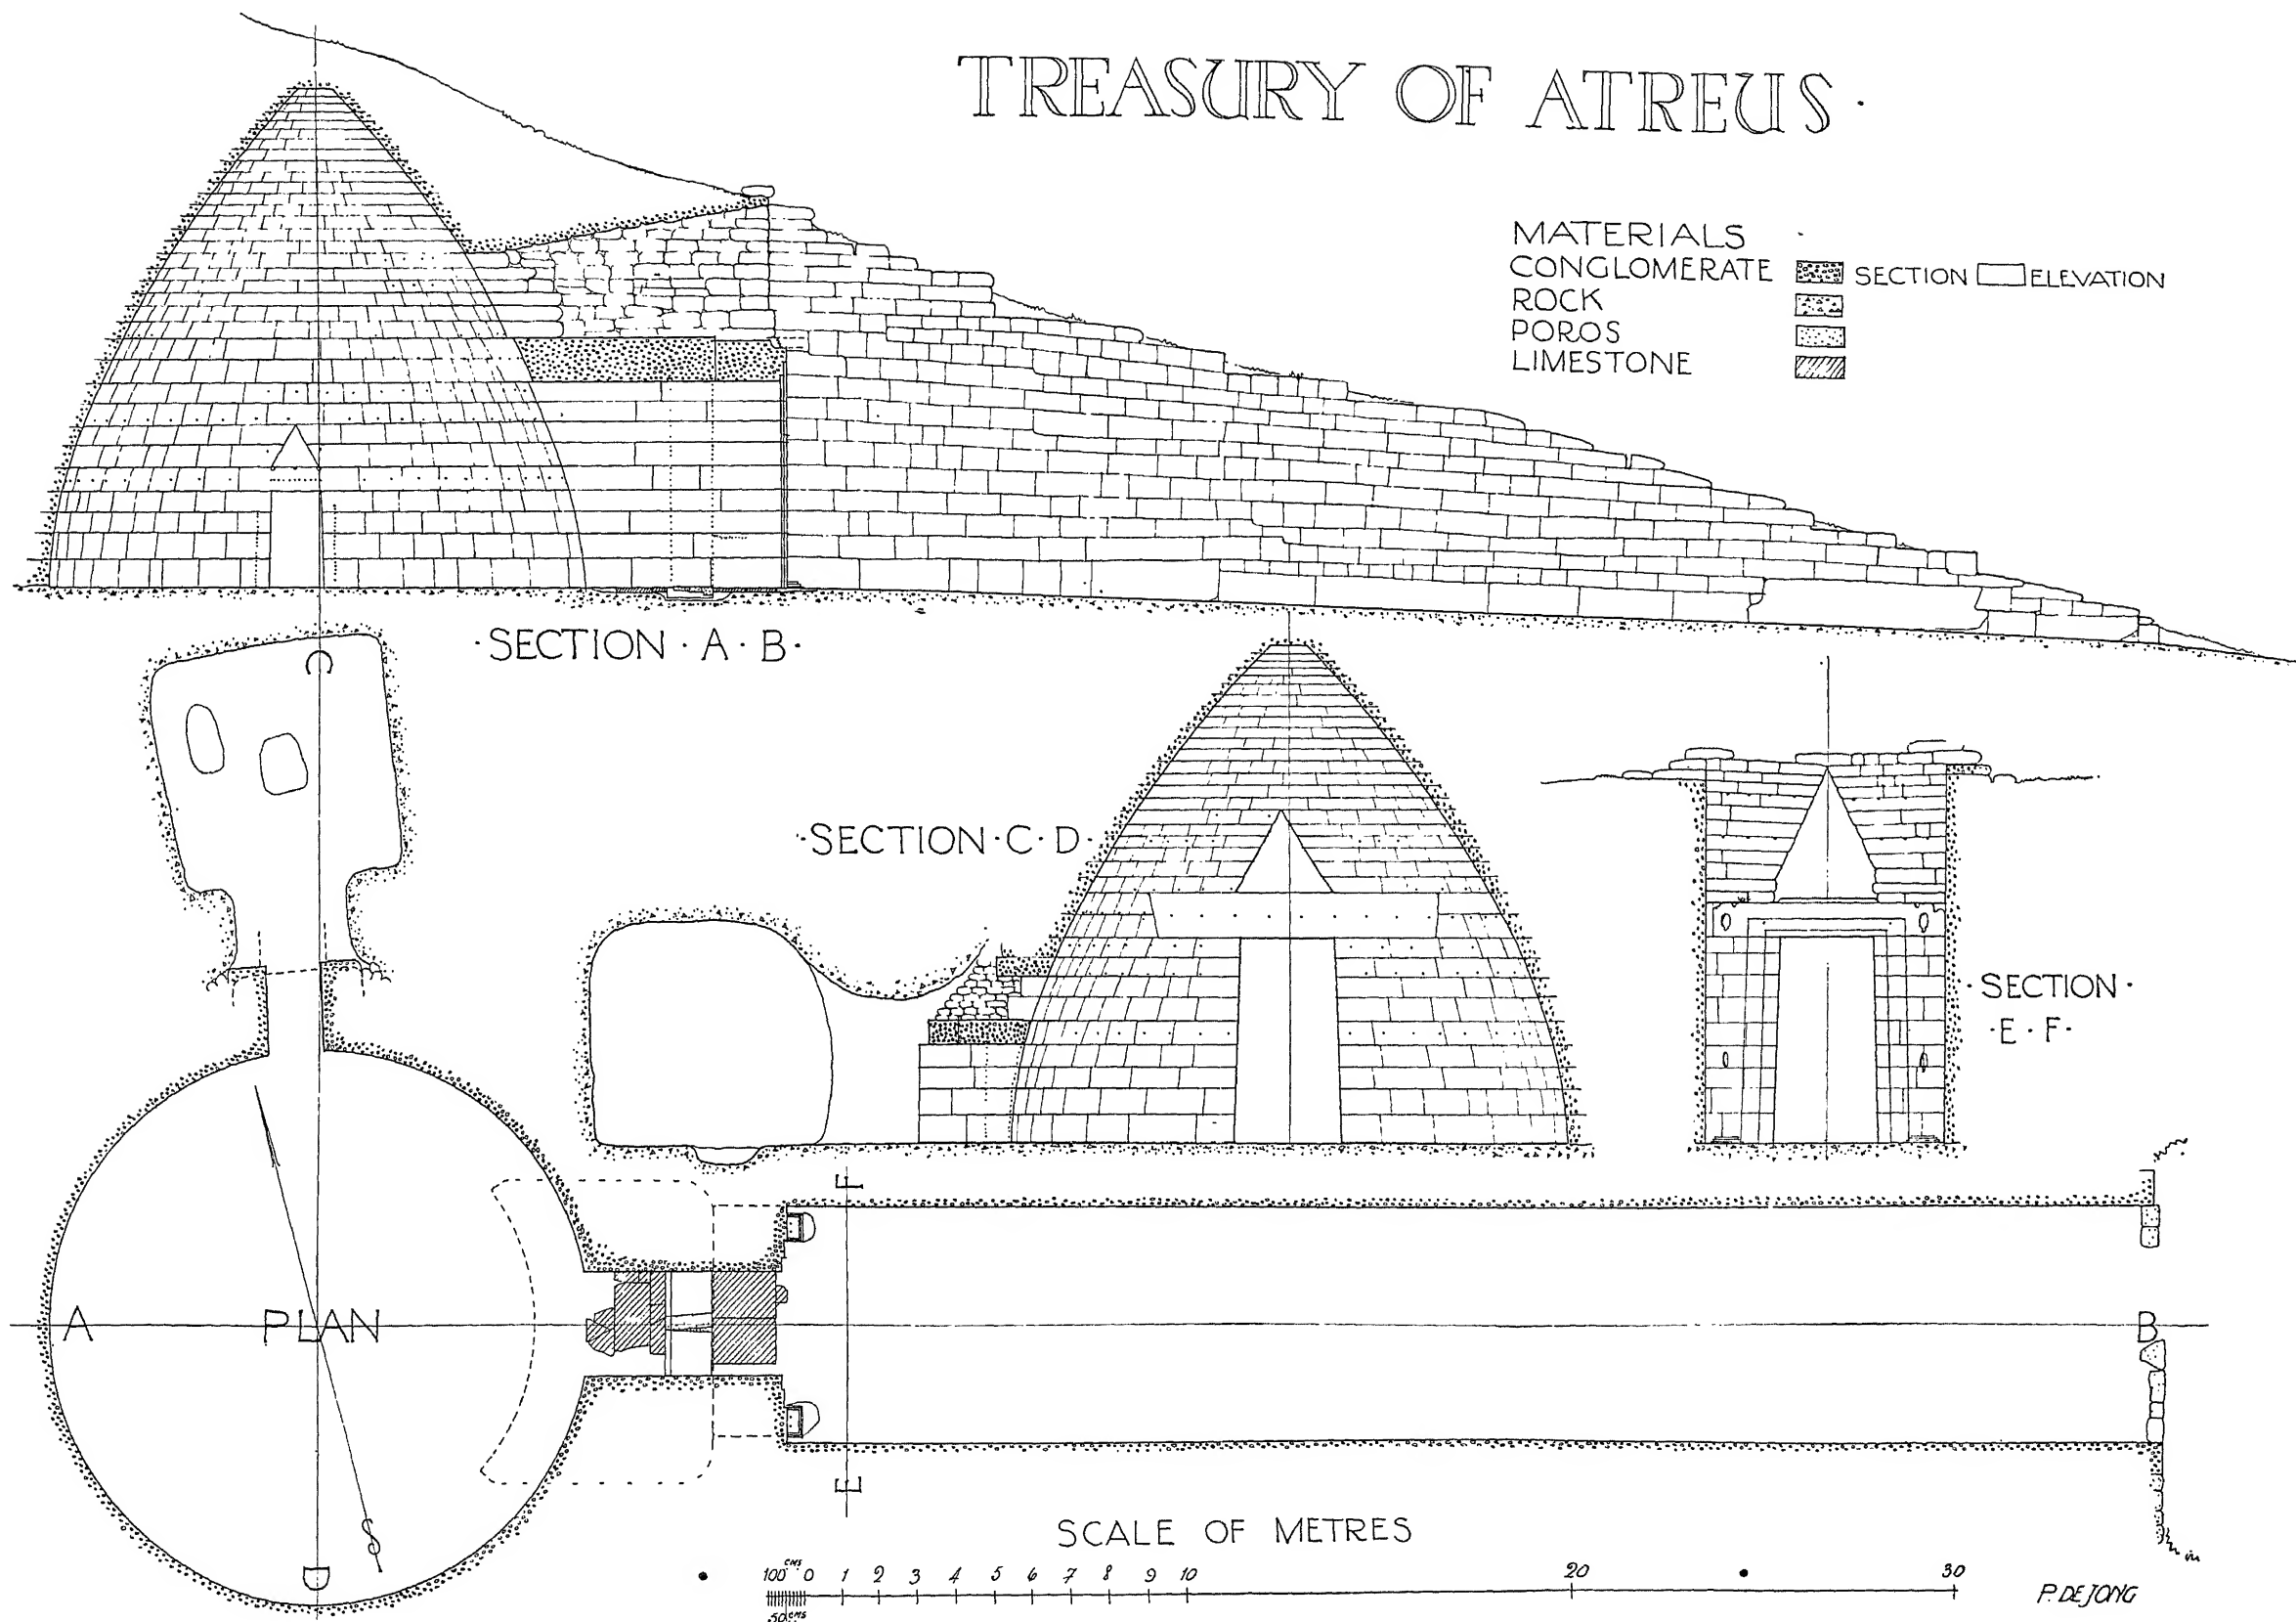 TREASURY OF ATREUS ·
MATERIALS
CONGLOMERATE SECTION ELEVATION
ROCK
POROS
LIMESTONE
· SECTION · A · B ·
C
· SECTION · C · D ·
· SECTION ·
· E · F ·
F
A PLAN B
E
S
D
SCALE OF METRES
100 CMS 0 1 2 3 4 5 6 7 8 9 10 20 30
50 CMS
P. DE JONG